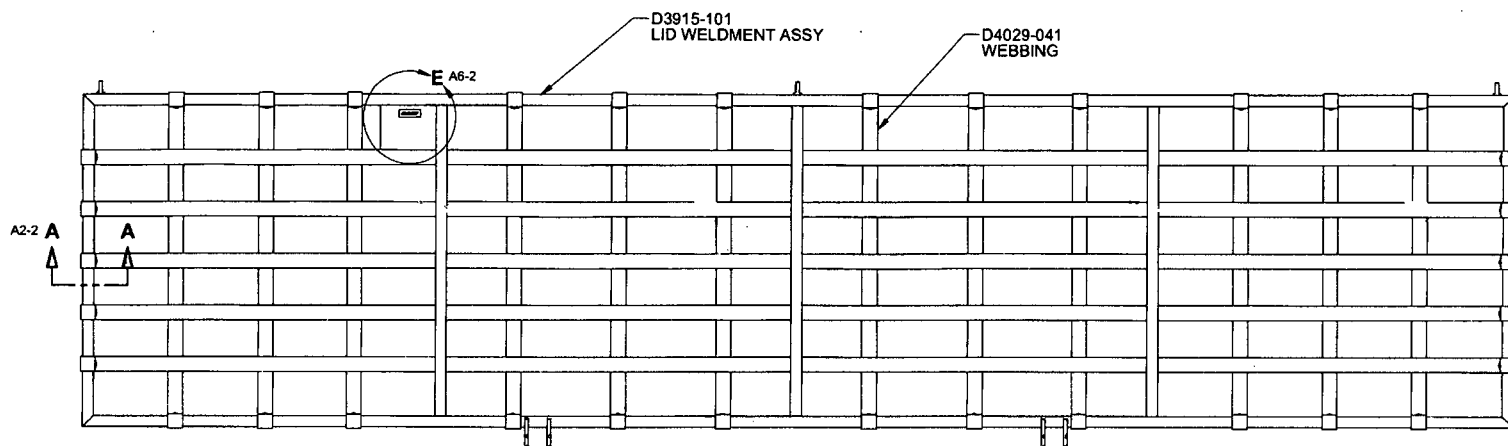 D3915-101
LID WELDMENT ASSY
D4029-041
WEBBING
E A6-2
A2-2 A A